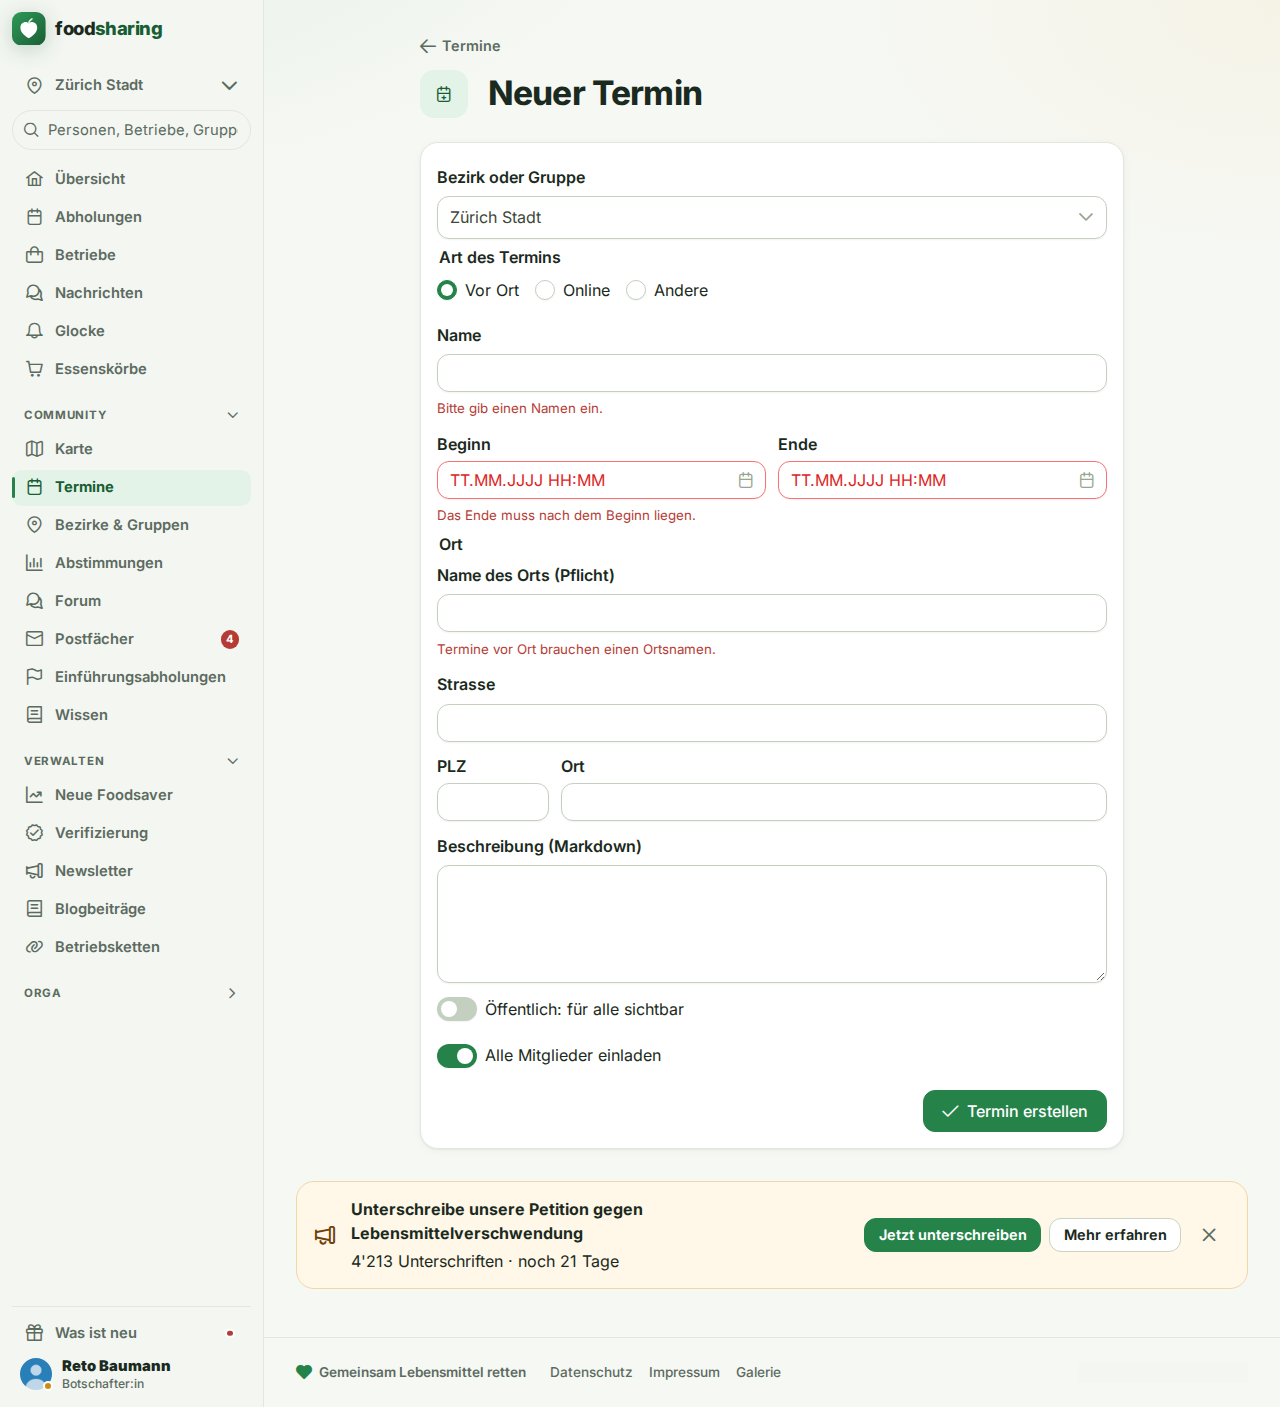 foodsharing
Zürich Stadt
Personen, Betriebe, Grupp
Übersicht
Abholungen
Betriebe
Nachrichten
Glocke
Essenskörbe
COMMUNITY
Karte
Termine
Bezirke & Gruppen
Abstimmungen
Forum
Postfächer 4
Einführungsabholungen
Wissen
VERWALTEN
Neue Foodsaver
Verifizierung
Newsletter
Blogbeiträge
Betriebsketten
ORGA
Was ist neu
Reto Baumann
Botschafter:in
Termine
Neuer Termin
Bezirk oder Gruppe
Zürich Stadt
Art des Termins
Vor Ort Online Andere
Name
Bitte gib einen Namen ein.
Beginn Ende
TT.MM.JJJJ HH:MM TT.MM.JJJJ HH:MM
Das Ende muss nach dem Beginn liegen.
Ort
Name des Orts (Pflicht)
Termine vor Ort brauchen einen Ortsnamen.
Strasse
PLZ Ort
Beschreibung (Markdown)
Öffentlich: für alle sichtbar
Alle Mitglieder einladen
Termin erstellen
Unterschreibe unsere Petition gegen
Lebensmittelverschwendung
4'213 Unterschriften · noch 21 Tage
Jetzt unterschreiben Mehr erfahren
Gemeinsam Lebensmittel retten Datenschutz Impressum Galerie